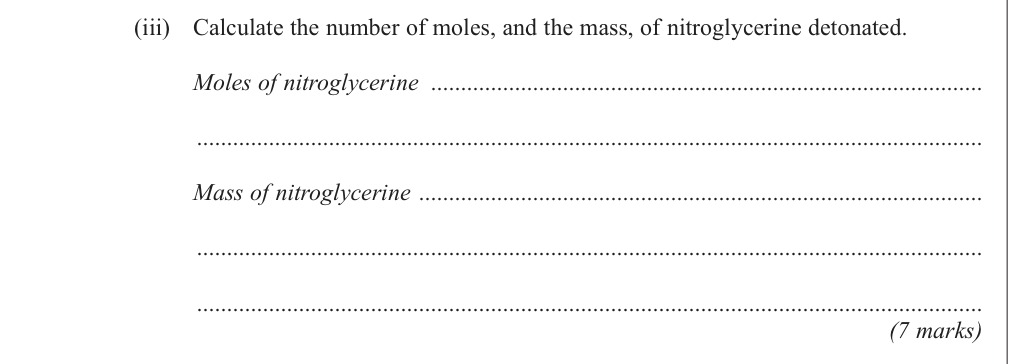 (iii) Calculate the number of moles, and the mass, of nitroglycerine detonated.
Moles of nitroglycerine ............................................................................................
...................................................................................................................................
Mass of nitroglycerine ..............................................................................................
...................................................................................................................................
...................................................................................................................................
(7 marks)